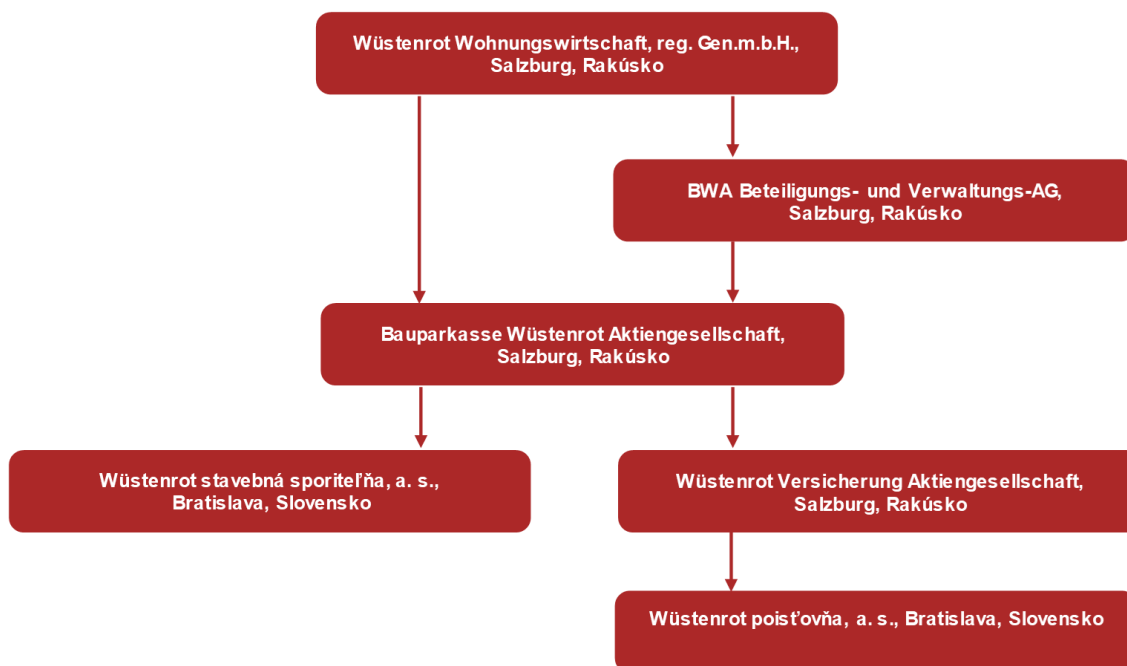 Wüstenrot Wohnungswirtschaft, reg. Gen.m.b.H.,
Salzburg, Rakúsko
BWA Beteiligungs- und Verwaltungs-AG,
Salzburg, Rakúsko
Bauparkasse Wüstenrot Aktiengesellschaft,
Salzburg, Rakúsko
Wüstenrot stavebná sporiteľňa, a. s.,
Bratislava, Slovensko
Wüstenrot Versicherung Aktiengesellschaft,
Salzburg, Rakúsko
Wüstenrot poisťovňa, a. s., Bratislava, Slovensko